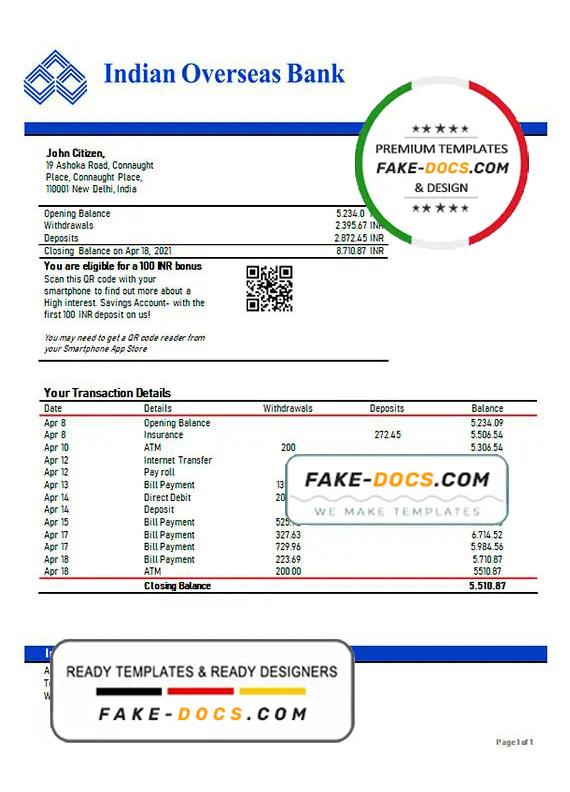 Indian Overseas Bank
★★★★★
PREMIUM TEMPLATES
FAKE-DOCS.COM
& DESIGN
★★★★★
John Citizen,
19 Ashoka Road, Connaught
Place, Connaught Place,
110001 New Delhi, India
Opening Balance 5.234.0
Withdrawals 2.395.67 INR
Deposits 2.872.45 INR
Closing Balance on Apr 18, 2021 8.710.87 INR
You are eligible for a 100 INR bonus
Scan this QR code with your
smartphone to find out more about a
High interest. Savings Account- with the
first 100 INR deposit on us!
You may need to get a QR code reader from
your Smartphone App Store
Your Transaction Details
Date Details Withdrawals Deposits Balance
Apr 8 Opening Balance 5.234.09
Apr 8 Insurance 272.45 5.506.54
Apr 10 ATM 200 5.306.54
Apr 12 Internet Transfer
Apr 12 Pay roll
Apr 13 Bill Payment
Apr 14 Direct Debit
Apr 14 Deposit
Apr 15 Bill Payment
Apr 17 Bill Payment 327.63 6.714.52
Apr 17 Bill Payment 729.96 5.984.56
Apr 18 Bill Payment 223.69 5.710.87
Apr 18 ATM 200.00 5510.87
Closing Balance 5.510.87
FAKE-DOCS.COM
WE MAKE TEMPLATES
READY TEMPLATES & READY DESIGNERS
FAKE-DOCS.COM
Page 1 of 1